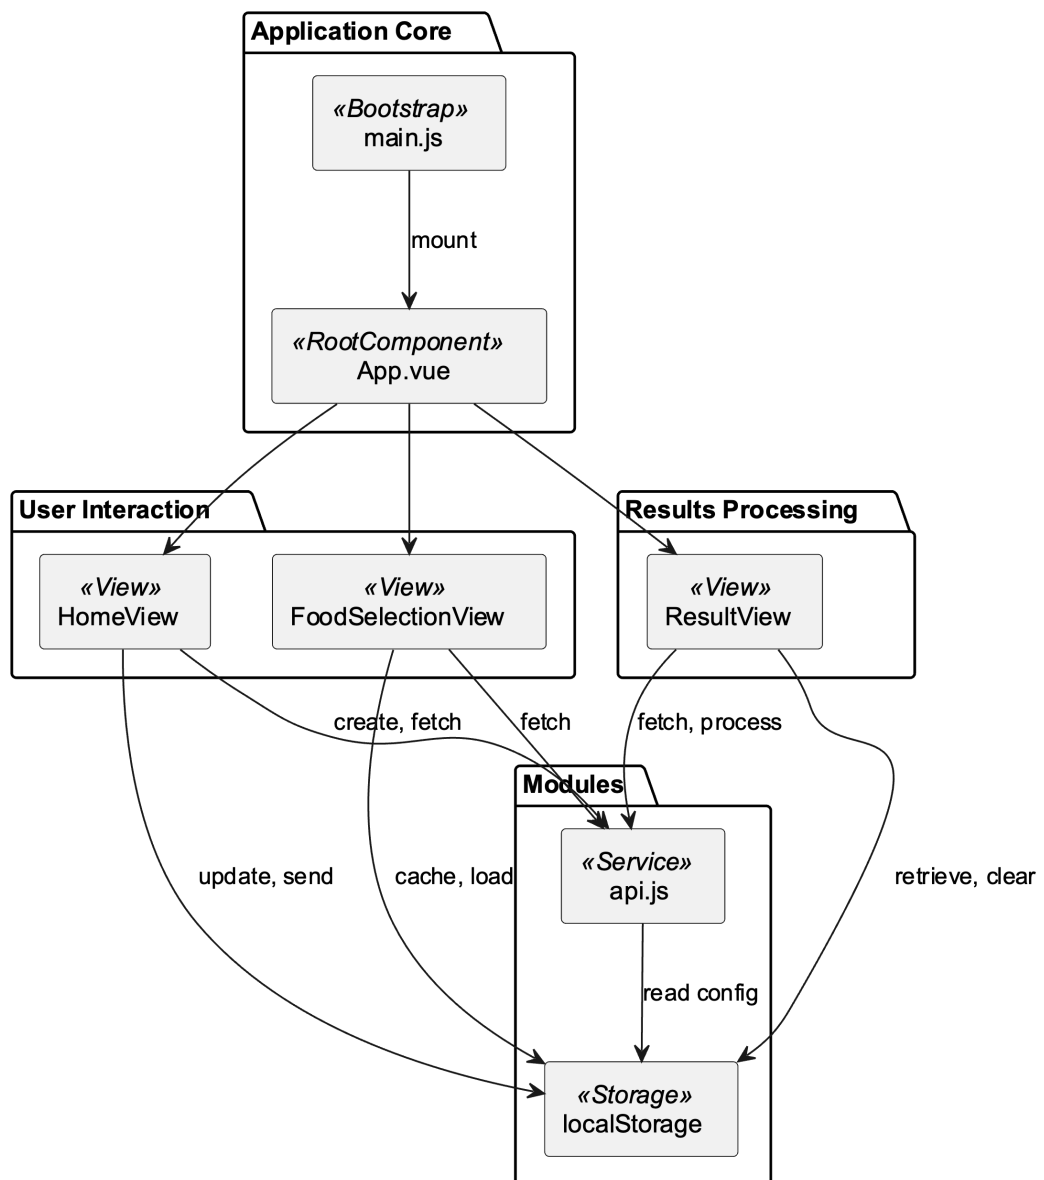 Application Core
«Bootstrap»
main.js
mount
«RootComponent»
App.vue
User Interaction
Results Processing
«View»
HomeView
«View»
FoodSelectionView
«View»
ResultView
create, fetch
fetch
fetch, process
Modules
«Service»
api.js
update, send
cache, load
retrieve, clear
read config
«Storage»
localStorage